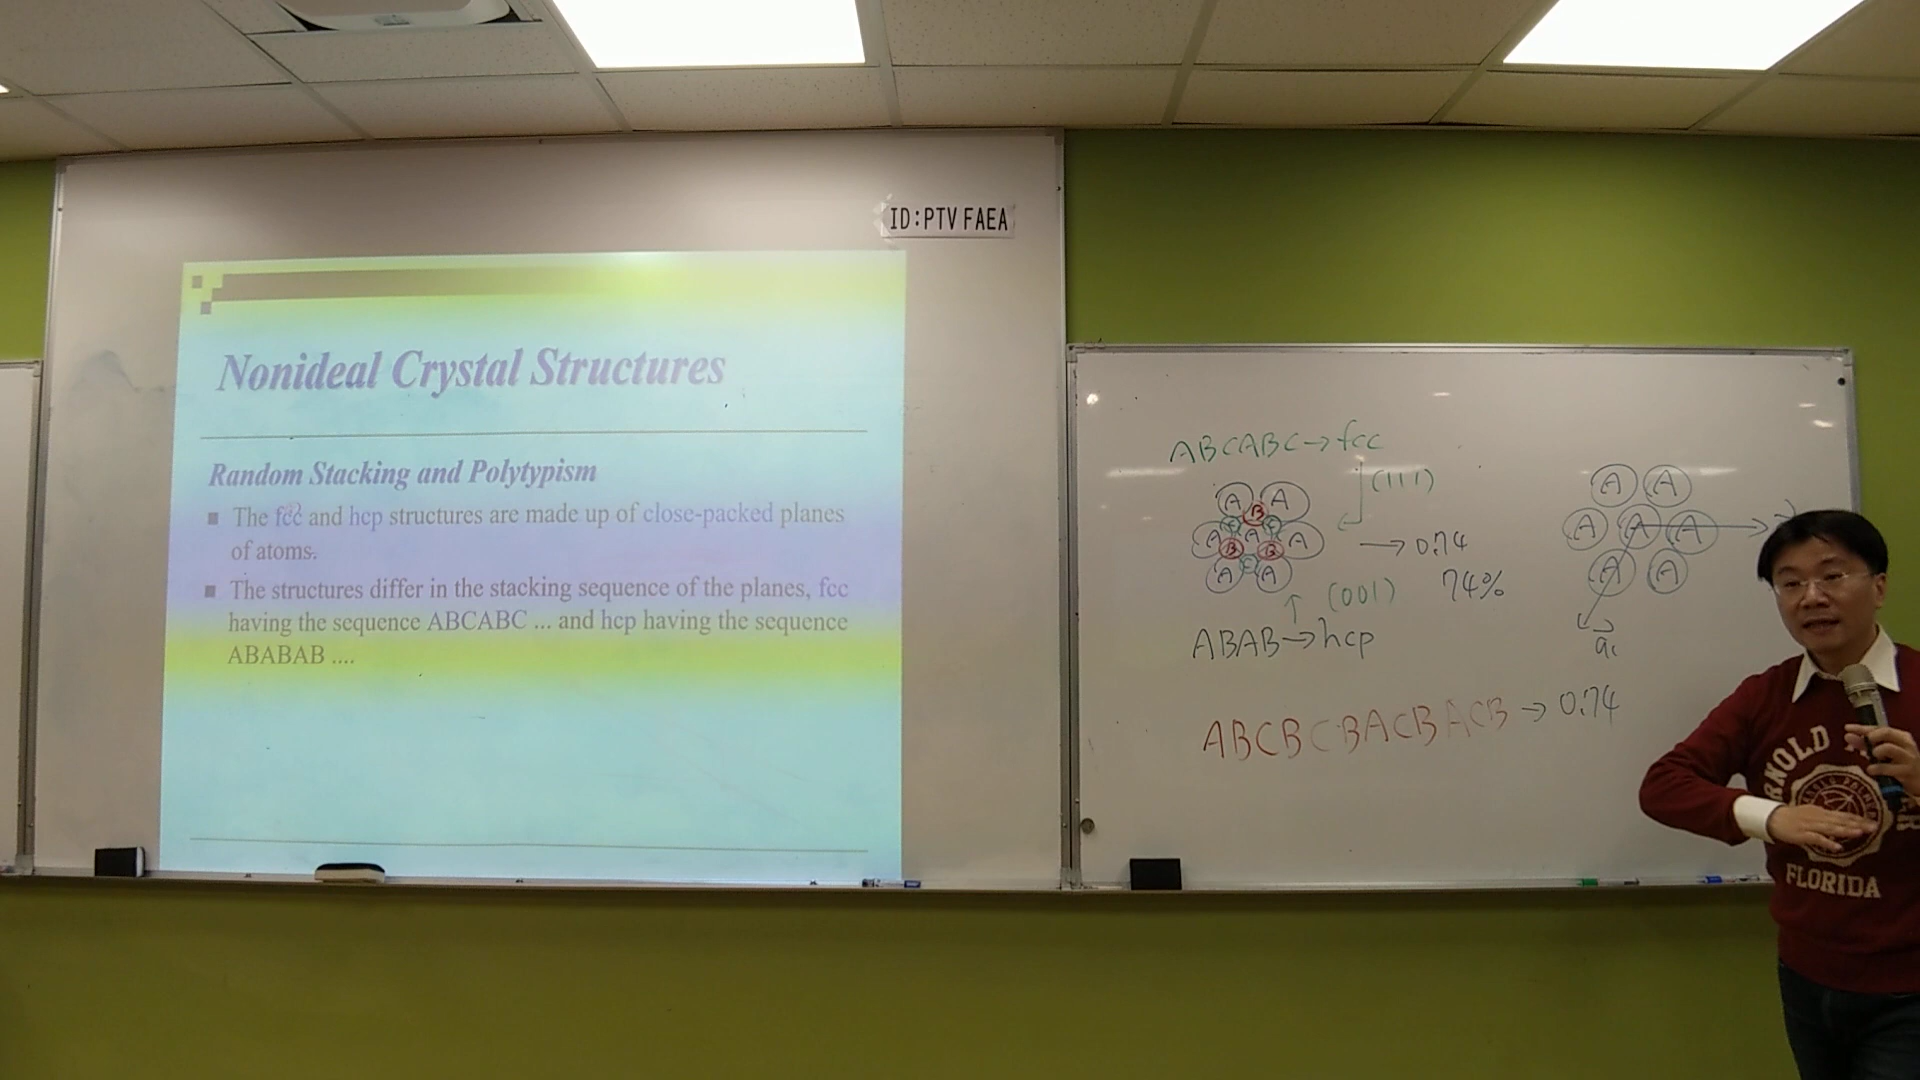 ID:PTV FAEA
Nonideal Crystal Structures
Random Stacking and Polytypism
■ The fcc and hcp structures are made up of close-packed planes
of atoms.
■ The structures differ in the stacking sequence of the planes, fcc
having the sequence ABCABC ... and hcp having the sequence
ABABAB ....
ABCABC → fcc
(111)
A A
B
C C
A A A
B B
C
A A
→ 0.74
74%
(001)
ABAB → hcp
ABCBCBACBACB → 0.74
A A
A A A
A A
a₁
FLORIDA